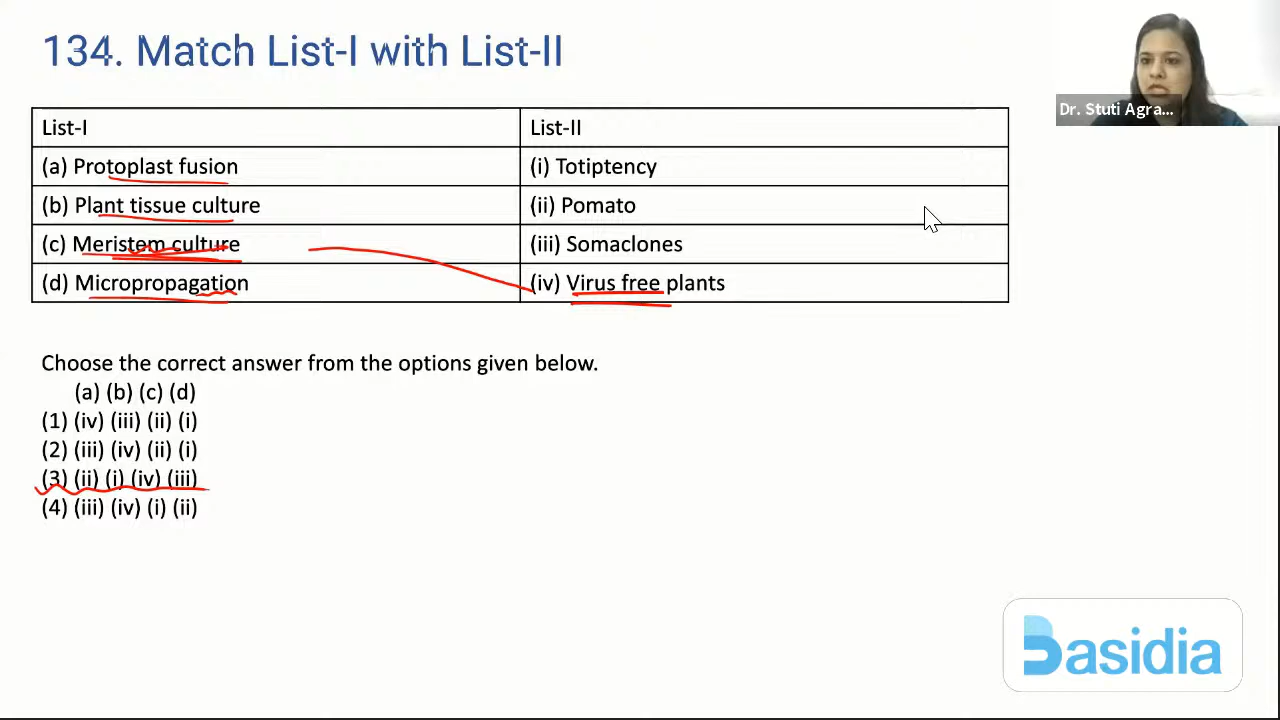 134. Match List-I with List-II
Dr. Stuti Agra...
List-I List-II
(a) Protoplast fusion (i) Totiptency
(b) Plant tissue culture (ii) Pomato
(c) Meristem culture (iii) Somaclones
(d) Micropropagation (iv) Virus free plants
Choose the correct answer from the options given below.
(a) (b) (c) (d)
(1) (iv) (iii) (ii) (i)
(2) (iii) (iv) (ii) (i)
(3) (ii) (i) (iv) (iii)
(4) (iii) (iv) (i) (ii)
Basidia